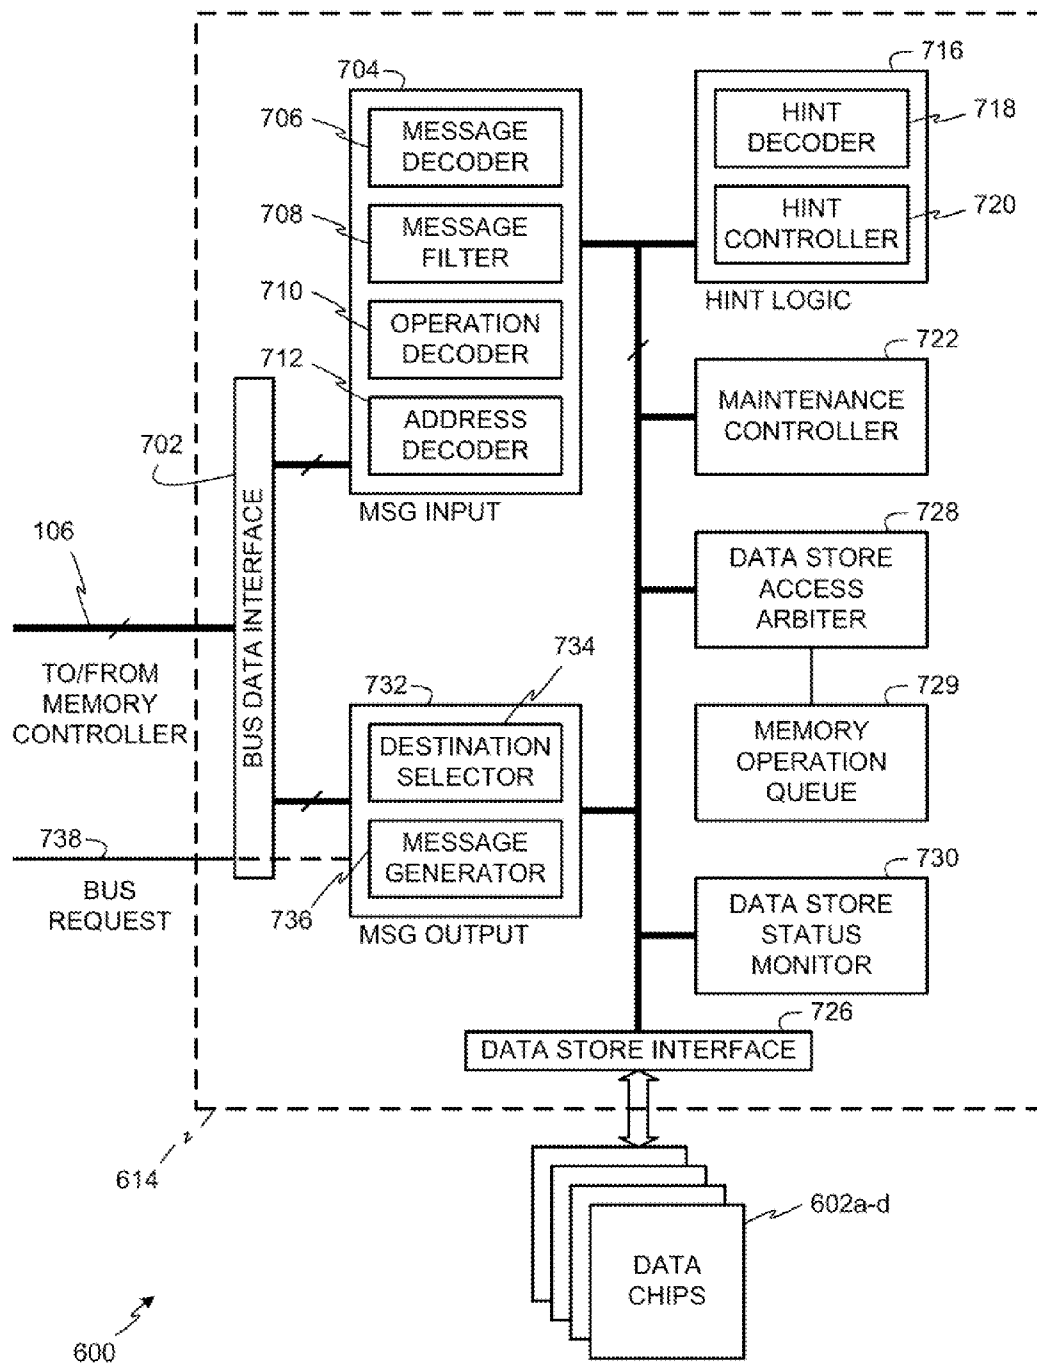 704
706
MESSAGE
DECODER
708
MESSAGE
FILTER
710
OPERATION
DECODER
712
ADDRESS
DECODER
MSG INPUT
716
HINT
DECODER
718
HINT
CONTROLLER
720
HINT LOGIC
722
MAINTENANCE
CONTROLLER
702
BUS DATA INTERFACE
106
TO/FROM
MEMORY
CONTROLLER
728
DATA STORE
ACCESS
ARBITER
734
732
DESTINATION
SELECTOR
MESSAGE
GENERATOR
736
MSG OUTPUT
729
MEMORY
OPERATION
QUEUE
738
BUS
REQUEST
730
DATA STORE
STATUS
MONITOR
726
DATA STORE INTERFACE
614
602a-d
DATA
CHIPS
600